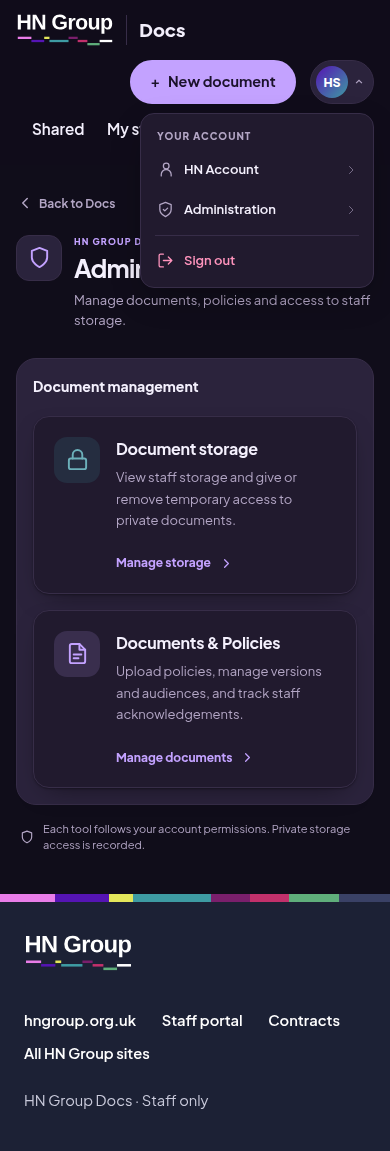 HN Group
Docs
+ New document
HS
Shared
My s
YOUR ACCOUNT
HN Account
Administration
Sign out
Back to Docs
HN GROUP D
Admin
Manage documents, policies and access to staff
storage.
Document management
Document storage
View staff storage and give or
remove temporary access to
private documents.
Manage storage
Documents & Policies
Upload policies, manage versions
and audiences, and track staff
acknowledgements.
Manage documents
Each tool follows your account permissions. Private storage
access is recorded.
HN Group
hngroup.org.uk Staff portal Contracts
All HN Group sites
HN Group Docs · Staff only